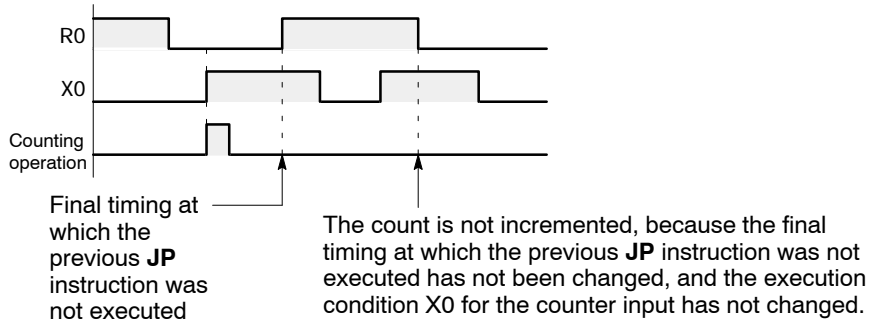 R0
X0
Counting
operation
Final timing at
which the
previous JP
instruction was
not executed
The count is not incremented, because the final
timing at which the previous JP instruction was not
executed has not been changed, and the execution
condition X0 for the counter input has not changed.